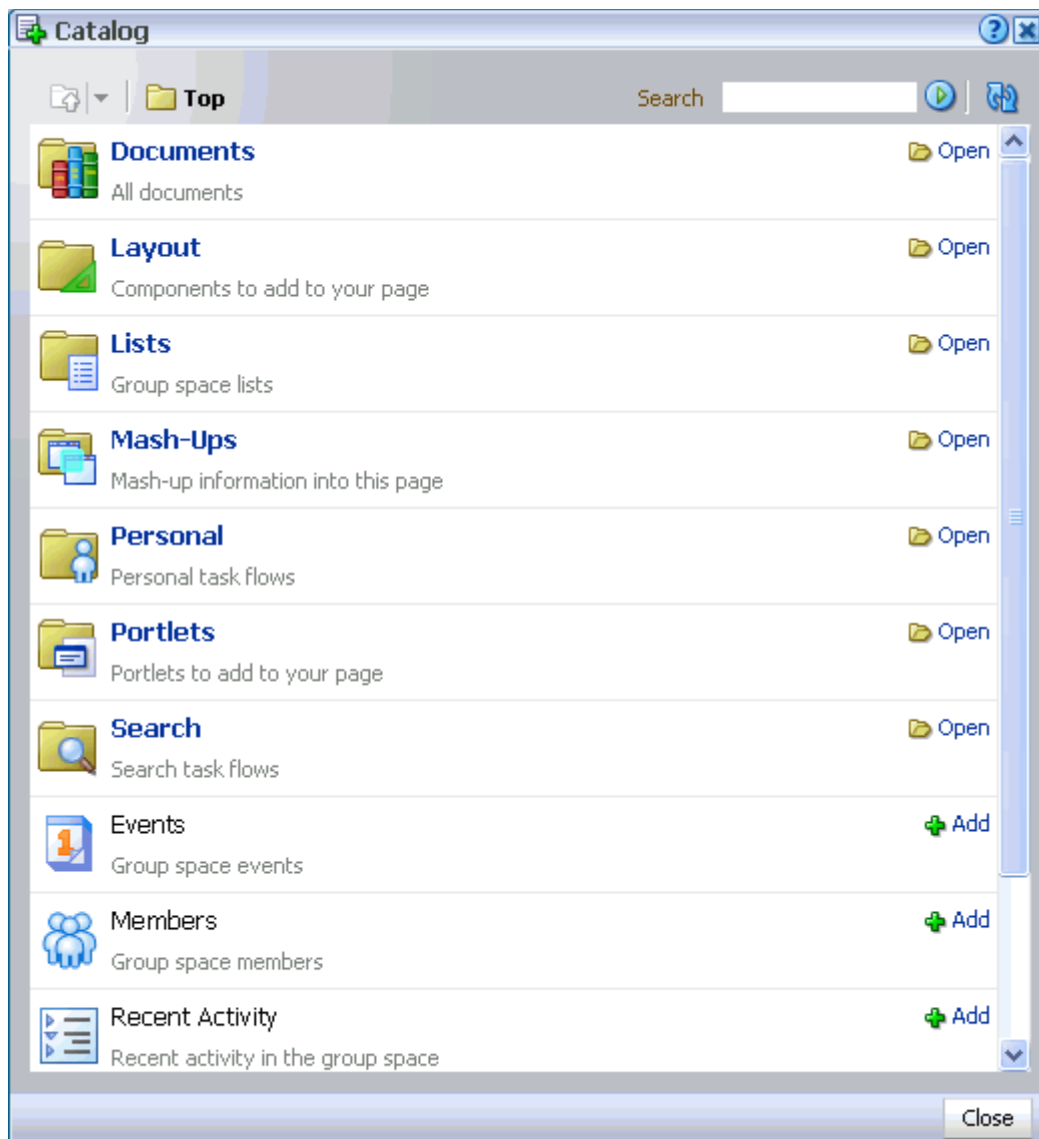 Catalog
Top Search
Documents Open
All documents
Layout Open
Components to add to your page
Lists Open
Group space lists
Mash-Ups Open
Mash-up information into this page
Personal Open
Personal task flows
Portlets Open
Portlets to add to your page
Search Open
Search task flows
Events Add
Group space events
Members Add
Group space members
Recent Activity Add
Recent activity in the group space
Close